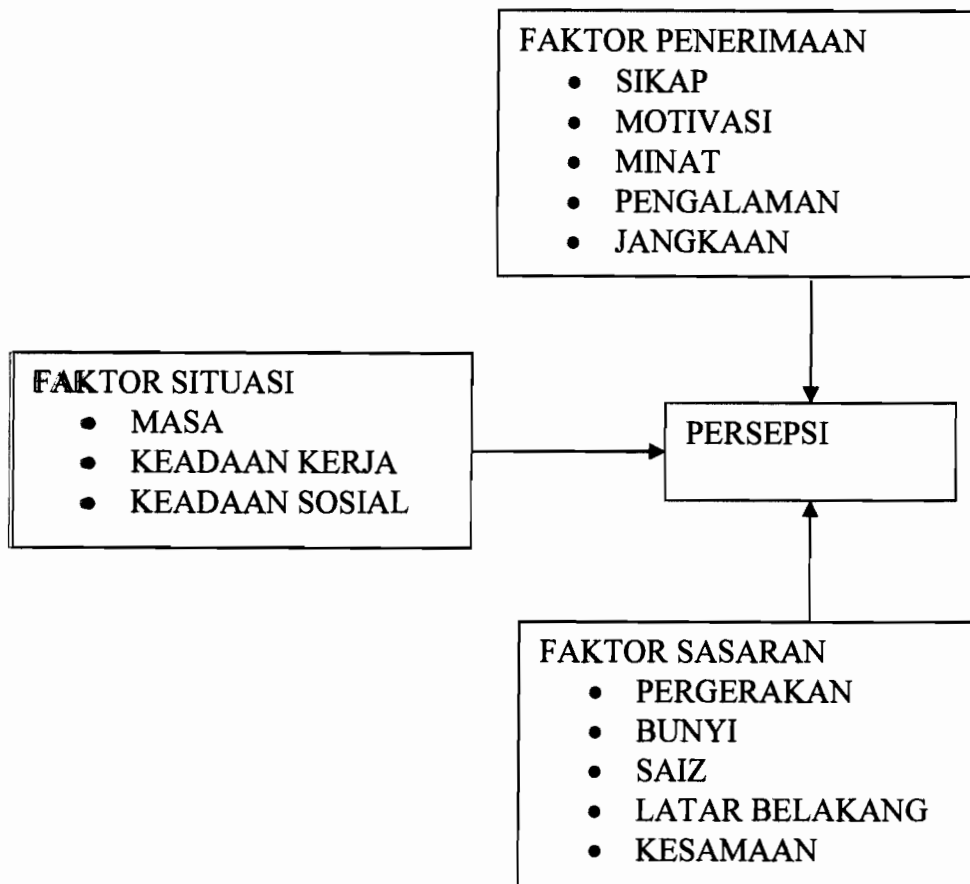 FAKTOR PENERIMAAN
• SIKAP
• MOTIVASI
• MINAT
• PENGALAMAN
• JANGKAAN
FAKTOR SITUASI
• MASA
• KEADAAN KERJA
• KEADAAN SOSIAL
PERSEPSI
FAKTOR SASARAN
• PERGERAKAN
• BUNYI
• SAIZ
• LATAR BELAKANG
• KESAMAAN